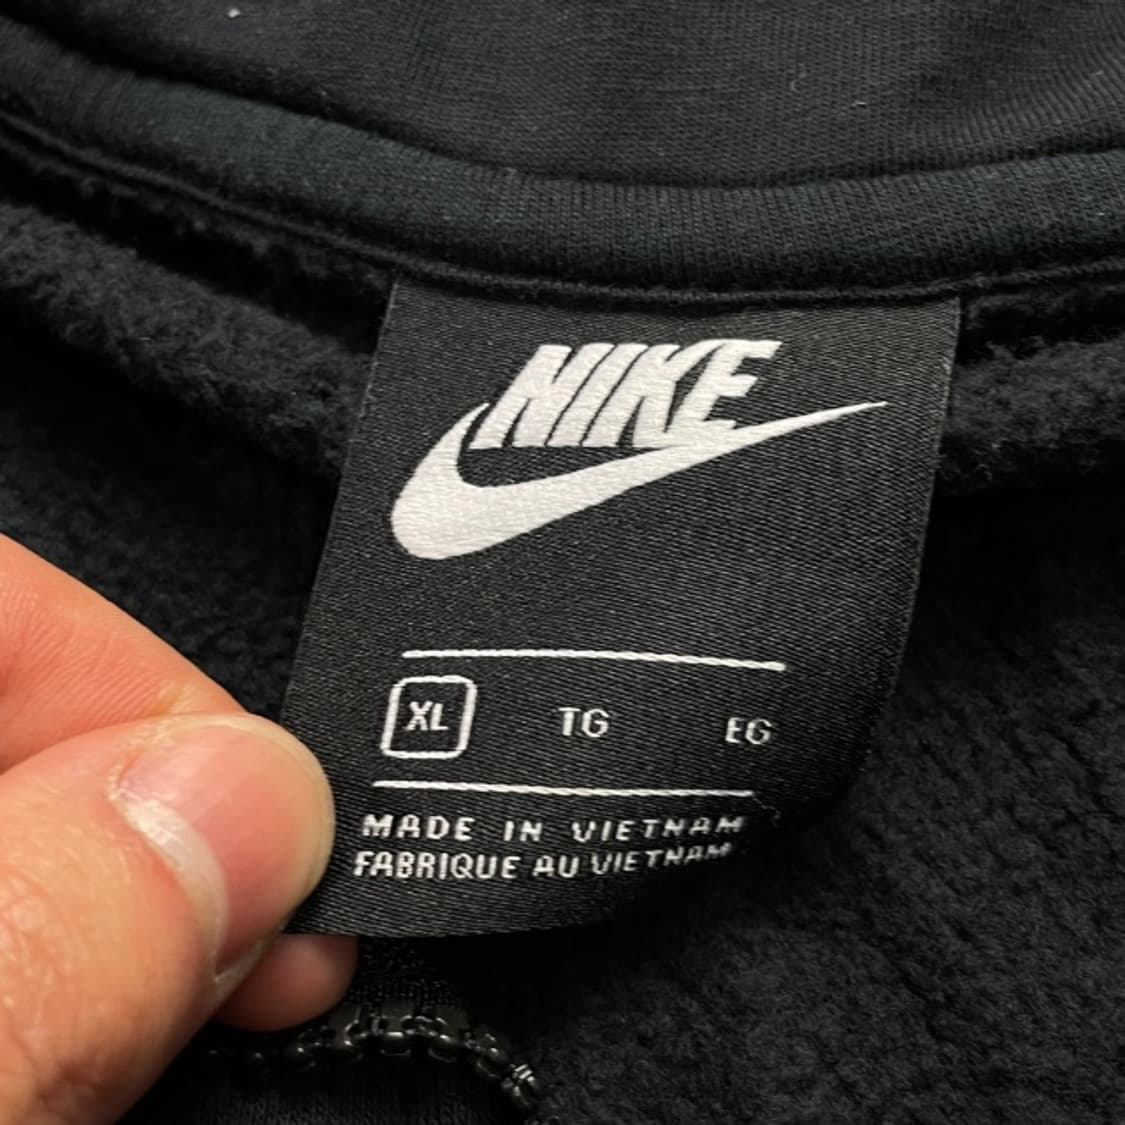 NIKE
XL TG EG
MADE IN VIETNAM
FABRIQUE AU VIETNAM